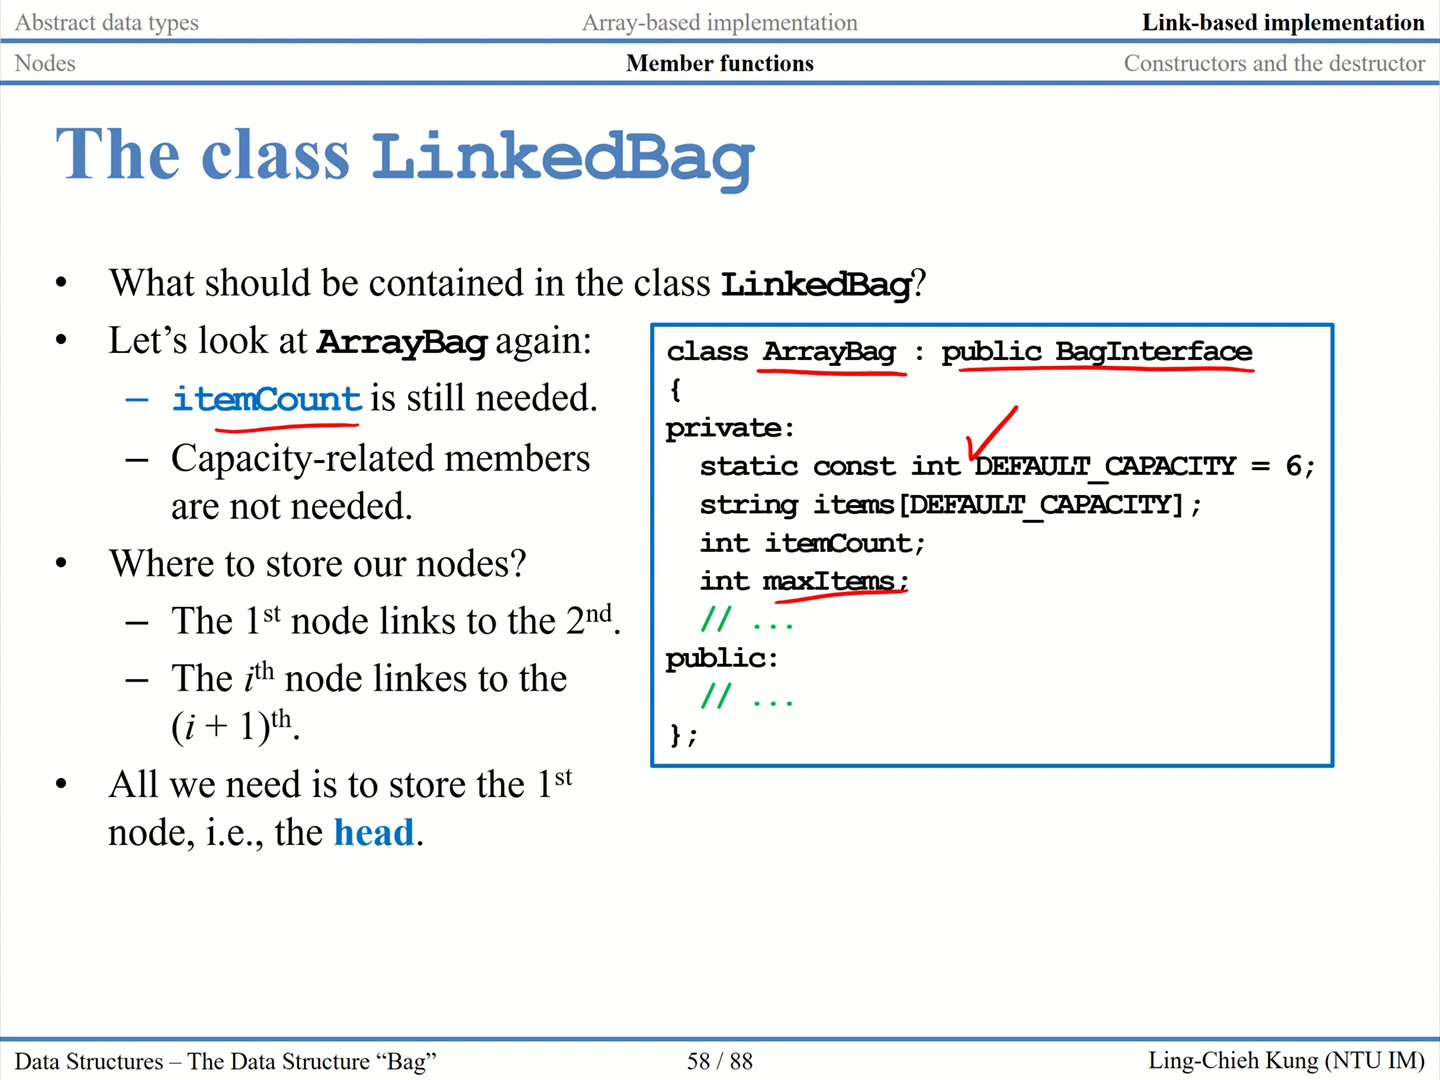 Abstract data types
Array-based implementation
Link-based implementation
Nodes
Member functions
Constructors and the destructor
The class LinkedBag
• What should be contained in the class LinkedBag?
• Let’s look at ArrayBag again:
– itemCount is still needed.
– Capacity-related members
are not needed.
• Where to store our nodes?
– The 1st node links to the 2nd.
– The ith node linkes to the
(i + 1)th.
• All we need is to store the 1st
node, i.e., the head.
class ArrayBag : public BagInterface
{
private:
static const int DEFAULT_CAPACITY = 6;
string items[DEFAULT_CAPACITY];
int itemCount;
int maxItems;
// ...
public:
// ...
};
Data Structures – The Data Structure “Bag”
58 / 88
Ling-Chieh Kung (NTU IM)